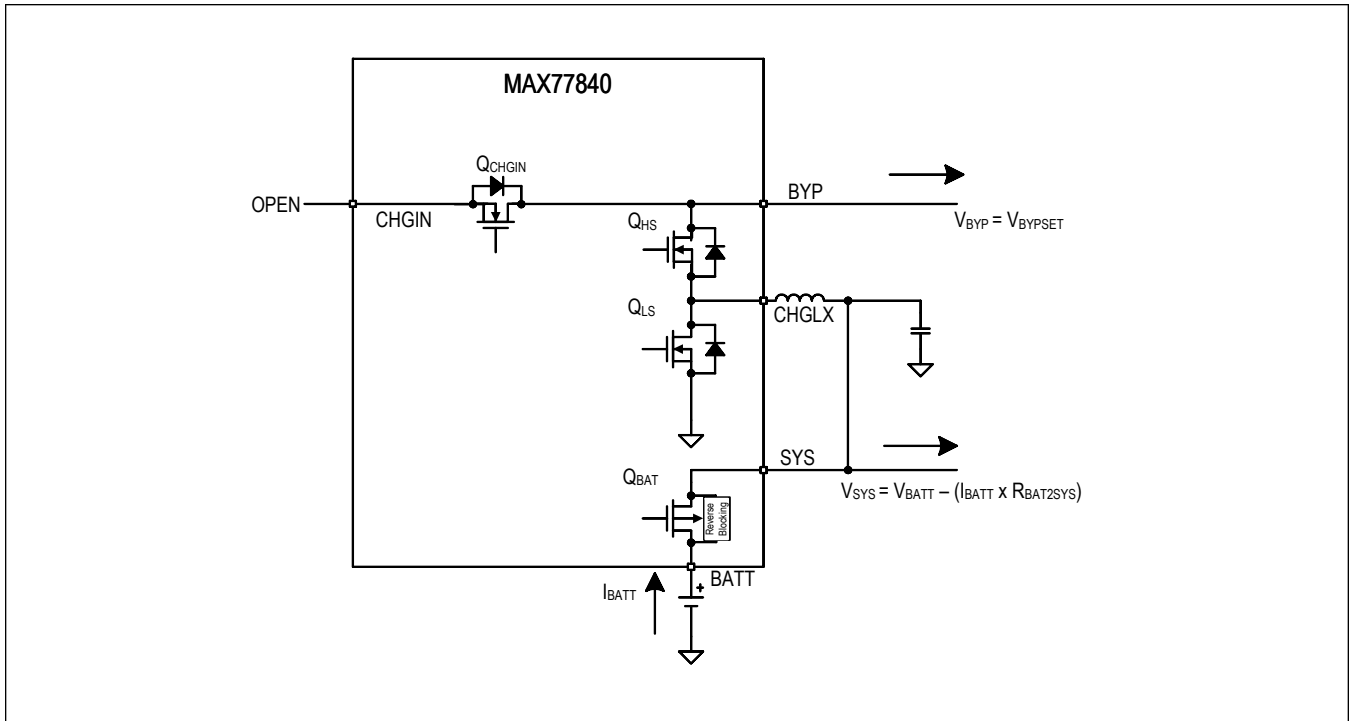 MAX77840
QCHGIN
OPEN
CHGIN
BYP
VBYP = VBYPSET
QHS
QLS
CHGLX
SYS
QBAT
Reverse
Blocking
VSYS = VBATT – (IBATT x RBAT2SYS)
BATT
IBATT
+